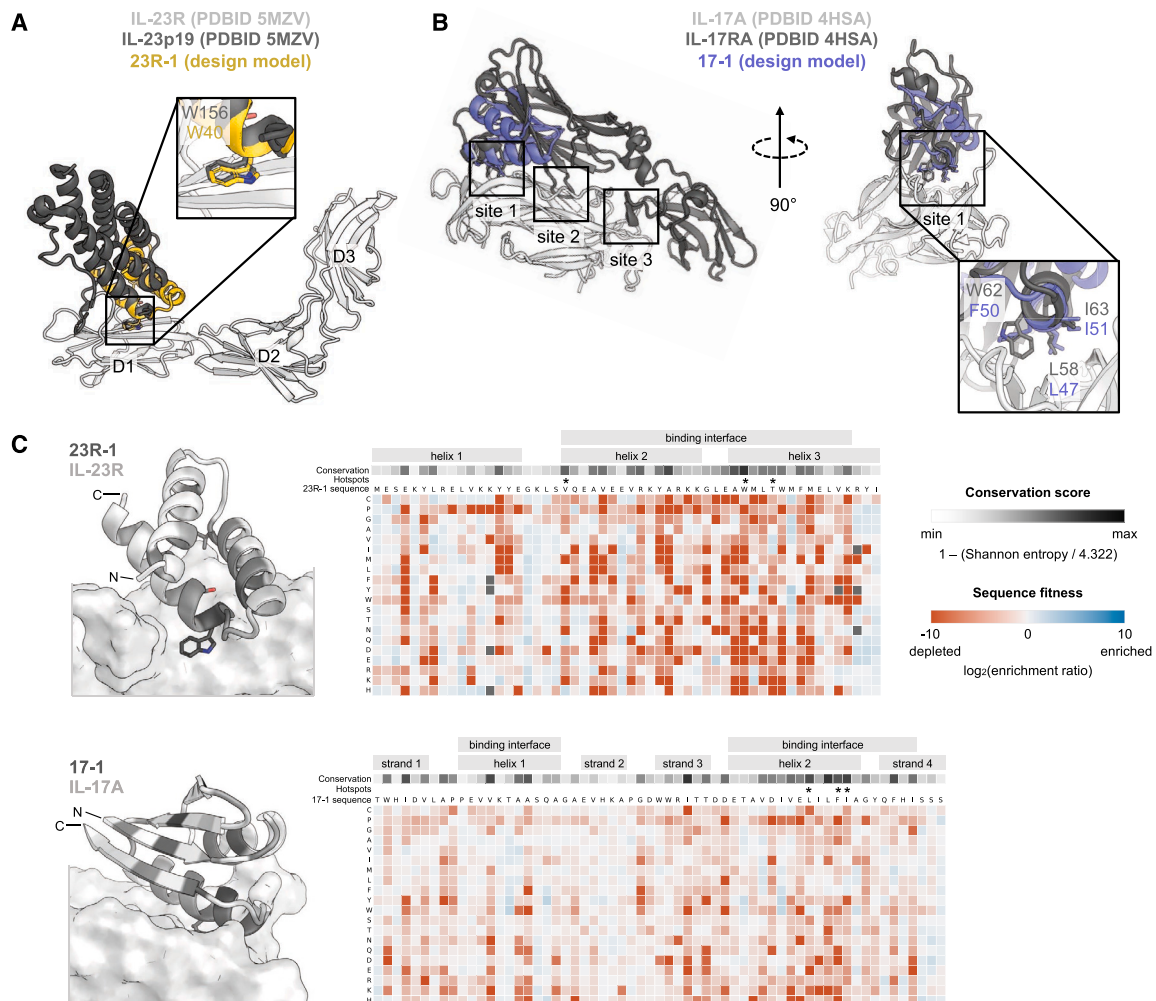 A
IL-23R (PDBID 5MZV)
IL-23p19 (PDBID 5MZV)
23R-1 (design model)
W156
W40
D3
D2
D1
B
IL-17A (PDBID 4HSA)
IL-17RA (PDBID 4HSA)
17-1 (design model)
site 1
site 2
site 3
90°
site 1
W62
F50
I63
I51
L58
L47
C
23R-1
IL-23R
C
N
binding interface
helix 1
helix 2
helix 3
Conservation
Hotspots
* * *
23R-1 sequence
M E S E K Y L R E L V K K Y Y E G K L S V Q E A V E E V R K Y A R K K G L E A W M L T W M F M E L V K R Y I
C
P
G
A
V
I
M
L
F
Y
W
S
T
N
Q
D
E
R
K
H
Conservation score
min max
1 – (Shannon entropy / 4.322)
Sequence fitness
-10 0 10
depleted enriched
log₂(enrichment ratio)
17-1
IL-17A
N
C
binding interface
binding interface
strand 1
helix 1
strand 2
strand 3
helix 2
strand 4
Conservation
Hotspots
* * *
17-1 sequence
T W H I D V L A P P E V V K T A A S Q A G A E V H K A P G D W W R I T T D D E T A V D I V E L I L F I A G Y Q F H I S S S
C
P
G
A
V
I
M
L
F
Y
W
S
T
N
Q
D
E
R
K
H